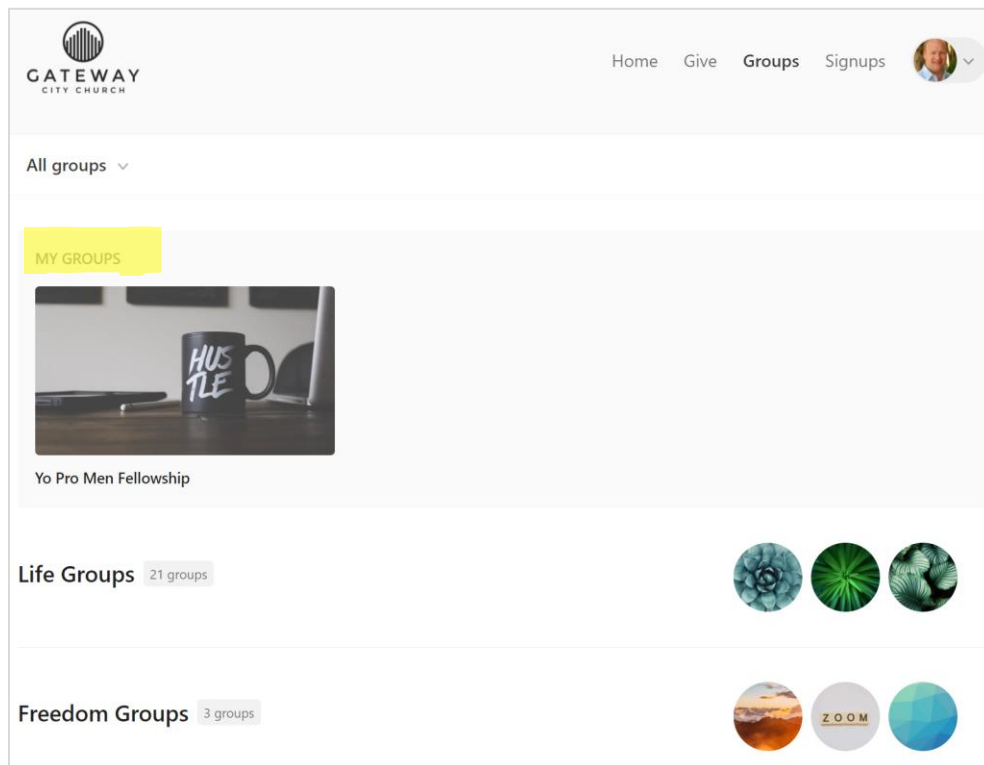 GATEWAY
CITY CHURCH
Home Give Groups Signups
All groups
MY GROUPS
HUS
TLE
Yo Pro Men Fellowship
Life Groups 21 groups
Freedom Groups 3 groups
ZOOM